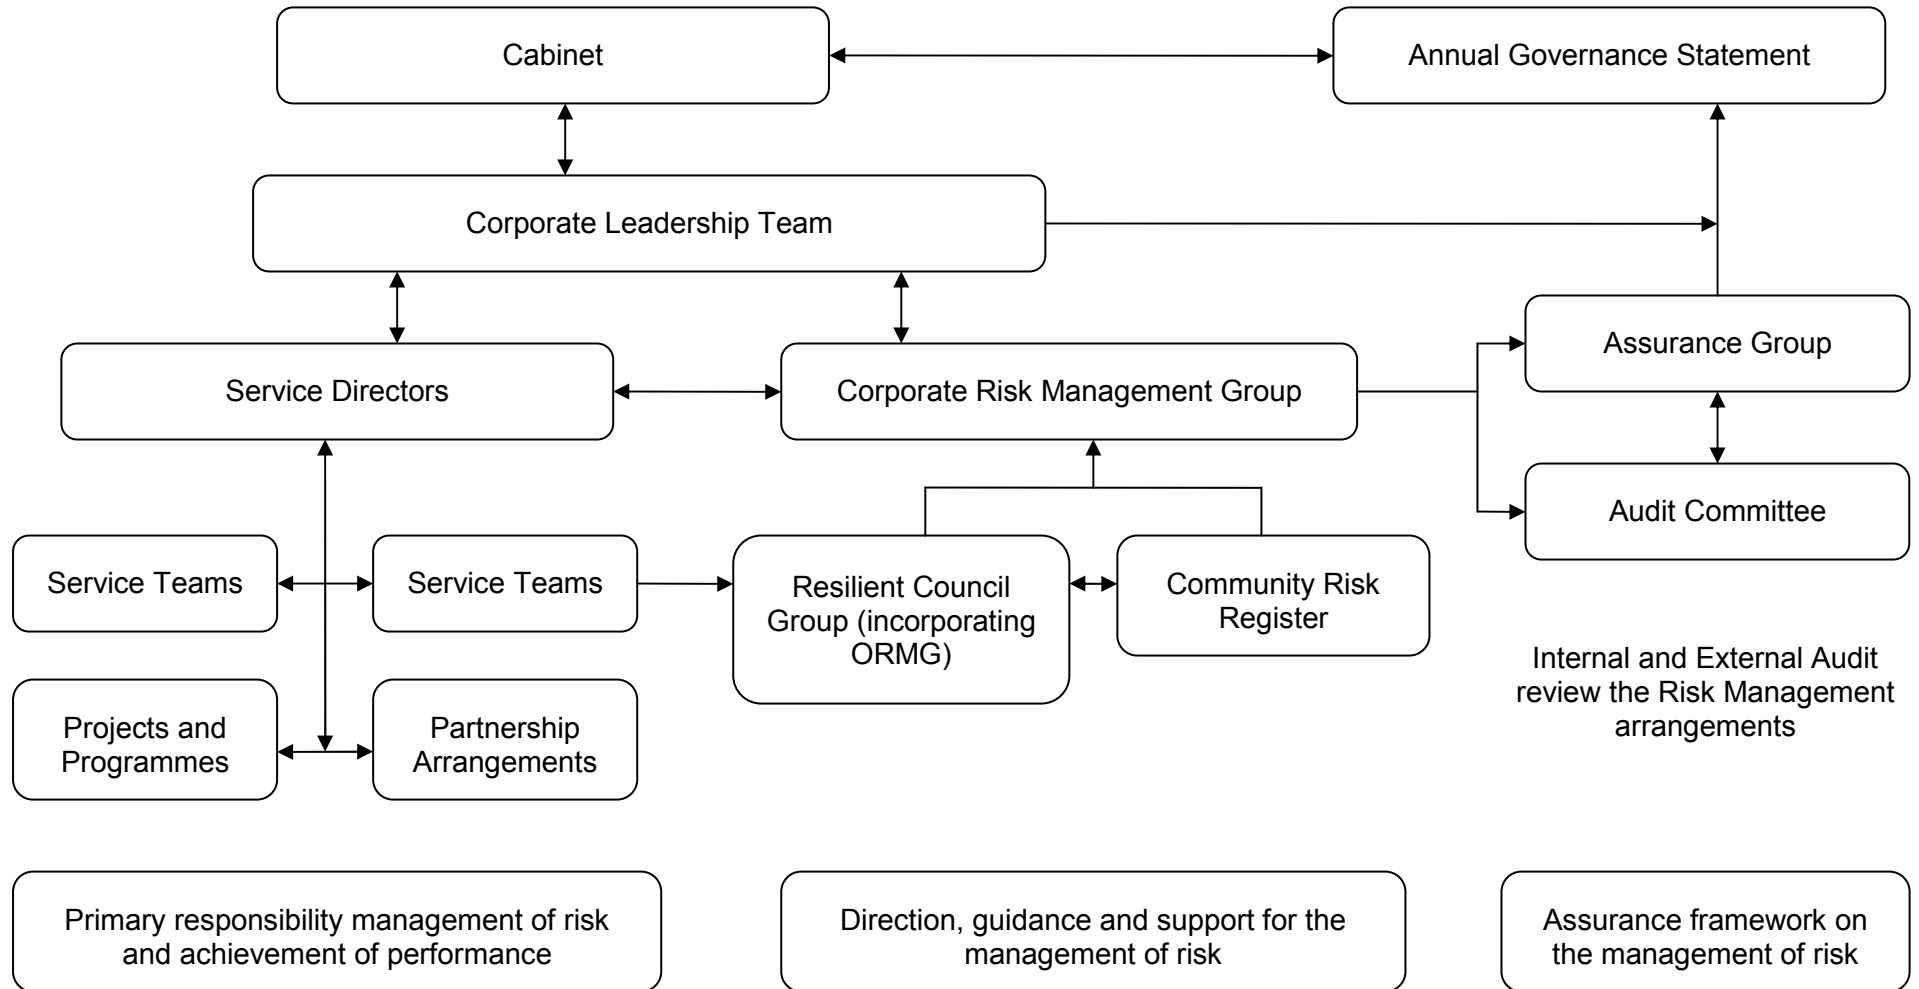 Cabinet
Annual Governance Statement
Corporate Leadership Team
Assurance Group
Service Directors
Corporate Risk Management Group
Audit Committee
Service Teams
Service Teams
Resilient Council
Group (incorporating
ORMG)
Community Risk
Register
Internal and External Audit
review the Risk Management
arrangements
Projects and
Programmes
Partnership
Arrangements
Primary responsibility management of risk
and achievement of performance
Direction, guidance and support for the
management of risk
Assurance framework on
the management of risk